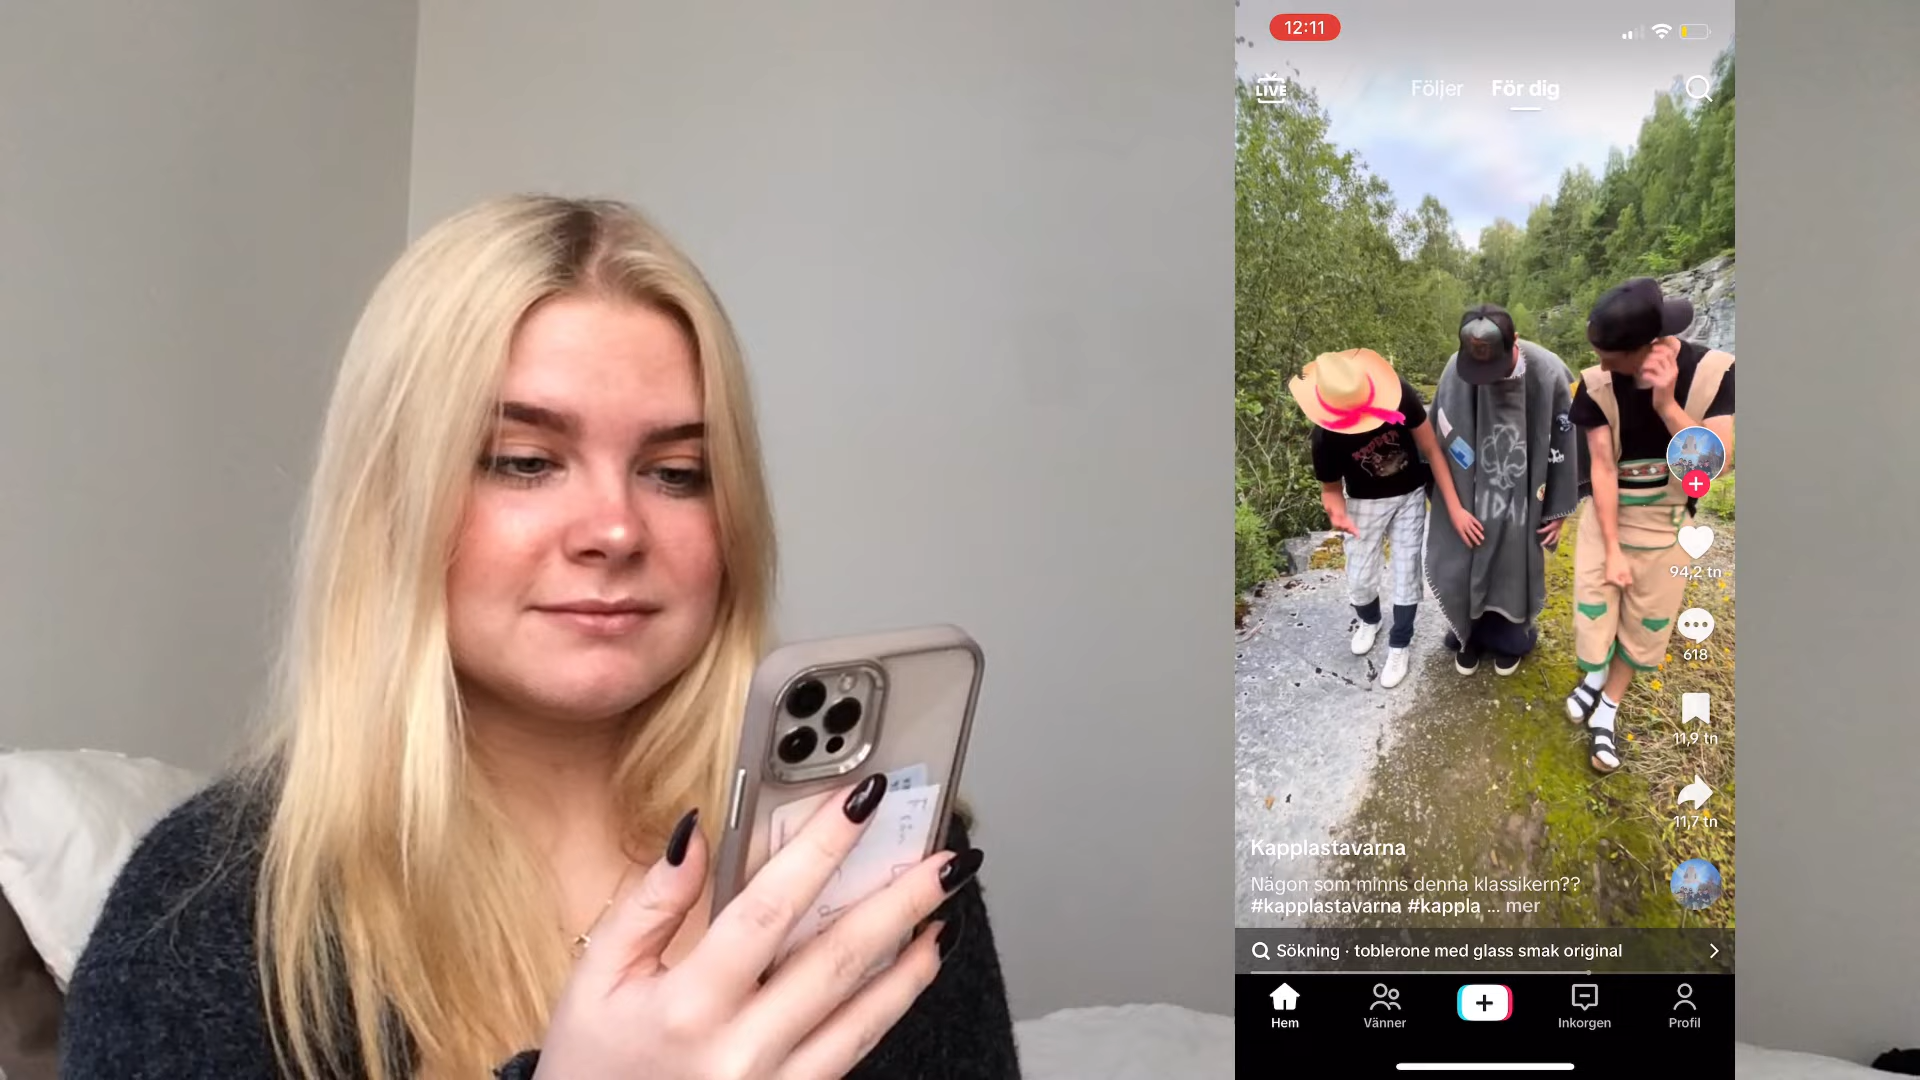 12:11
LIVE
Följer
För dig
94,2 tn
618
11,9 tn
11,7 tn
Kapplastavarna
Någon som minns denna klassikern??
#kapplastavarna #kappla ... mer
Sökning · toblerone med glass smak original
Hem
Vänner
Inkorgen
Profil